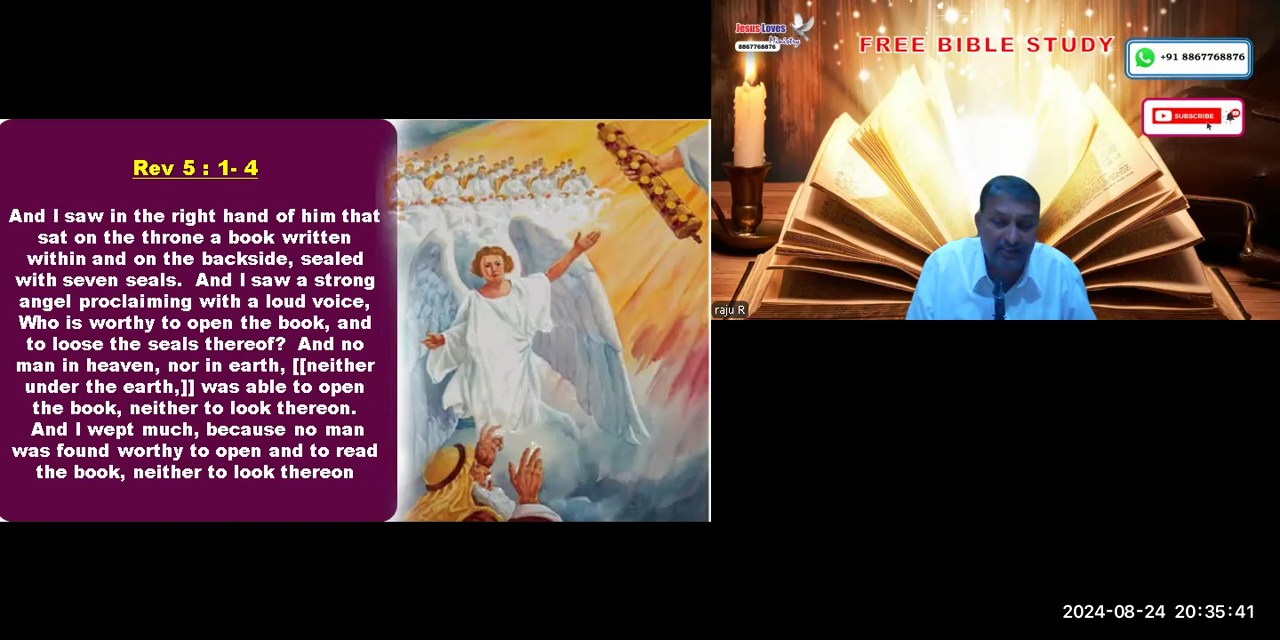 Rev 5 : 1- 4
And I saw in the right hand of him that
sat on the throne a book written
within and on the backside, sealed
with seven seals.  And I saw a strong
angel proclaiming with a loud voice,
Who is worthy to open the book, and
to loose the seals thereof?  And no
man in heaven, nor in earth, [[neither
under the earth,]] was able to open
the book, neither to look thereon.
And I wept much, because no man
was found worthy to open and to read
the book, neither to look thereon
Jesus Loves
Ministry
8867768876
FREE BIBLE STUDY
+91 8867768876
SUBSCRIBE
raju R
2024-08-24 20:35:41